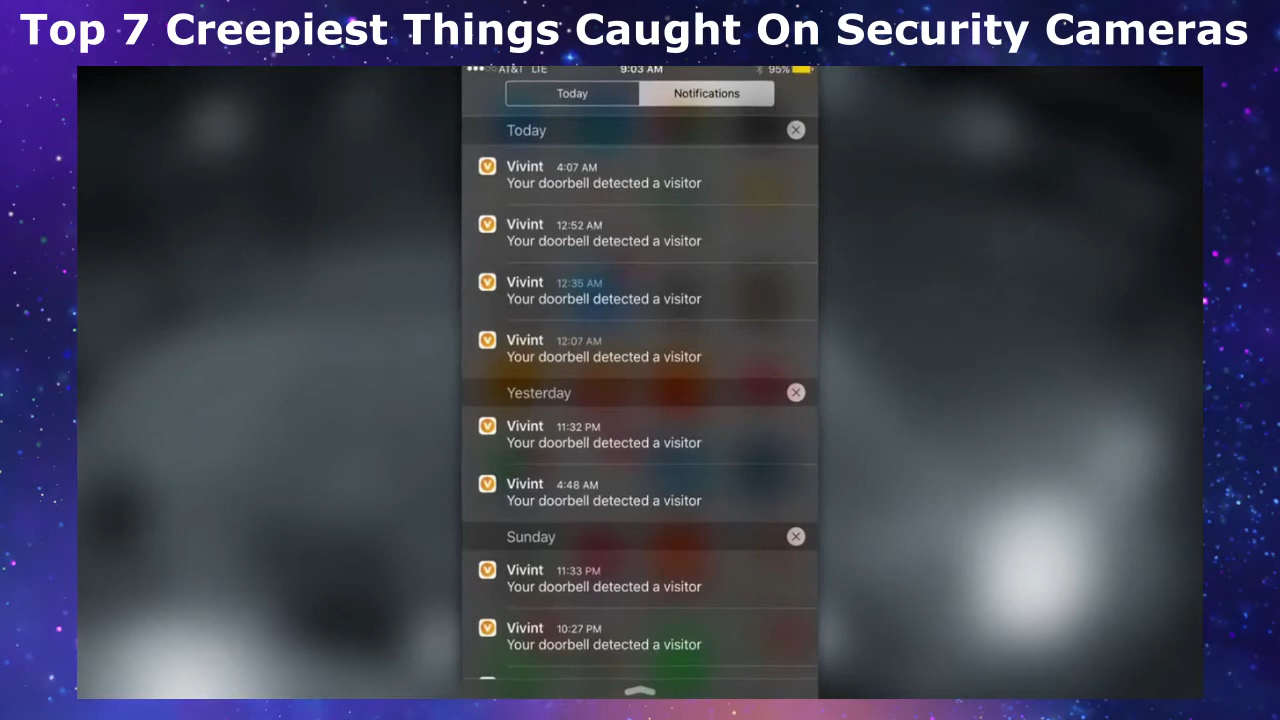 Top 7 Creepiest Things Caught On Security Cameras
AT&T LTE 9:03 AM 95%
Today Notifications
Today
Vivint 4:07 AM
Your doorbell detected a visitor
Vivint 12:52 AM
Your doorbell detected a visitor
Vivint 12:35 AM
Your doorbell detected a visitor
Vivint 12:07 AM
Your doorbell detected a visitor
Yesterday
Vivint 11:32 PM
Your doorbell detected a visitor
Vivint 4:48 AM
Your doorbell detected a visitor
Sunday
Vivint 11:33 PM
Your doorbell detected a visitor
Vivint 10:27 PM
Your doorbell detected a visitor